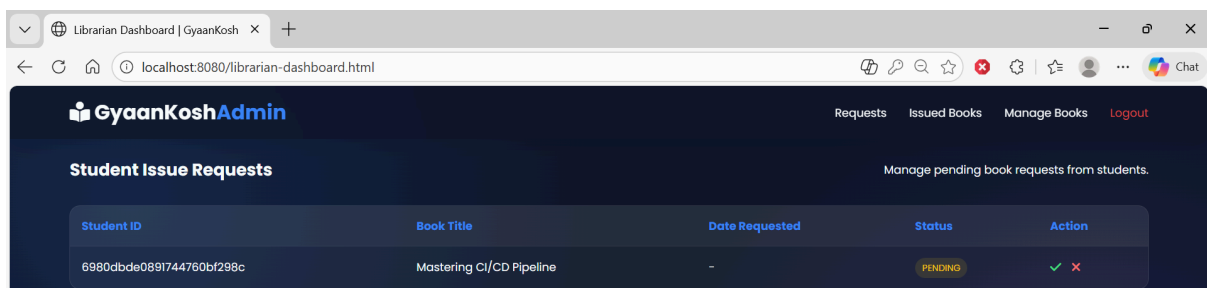 Librarian Dashboard | GyaanKosh
localhost:8080/librarian-dashboard.html
Chat
GyaanKoshAdmin
Requests Issued Books Manage Books Logout
Student Issue Requests
Manage pending book requests from students.
Student ID Book Title Date Requested Status Action
6980dbde0891744760bf298c Mastering CI/CD Pipeline - PENDING